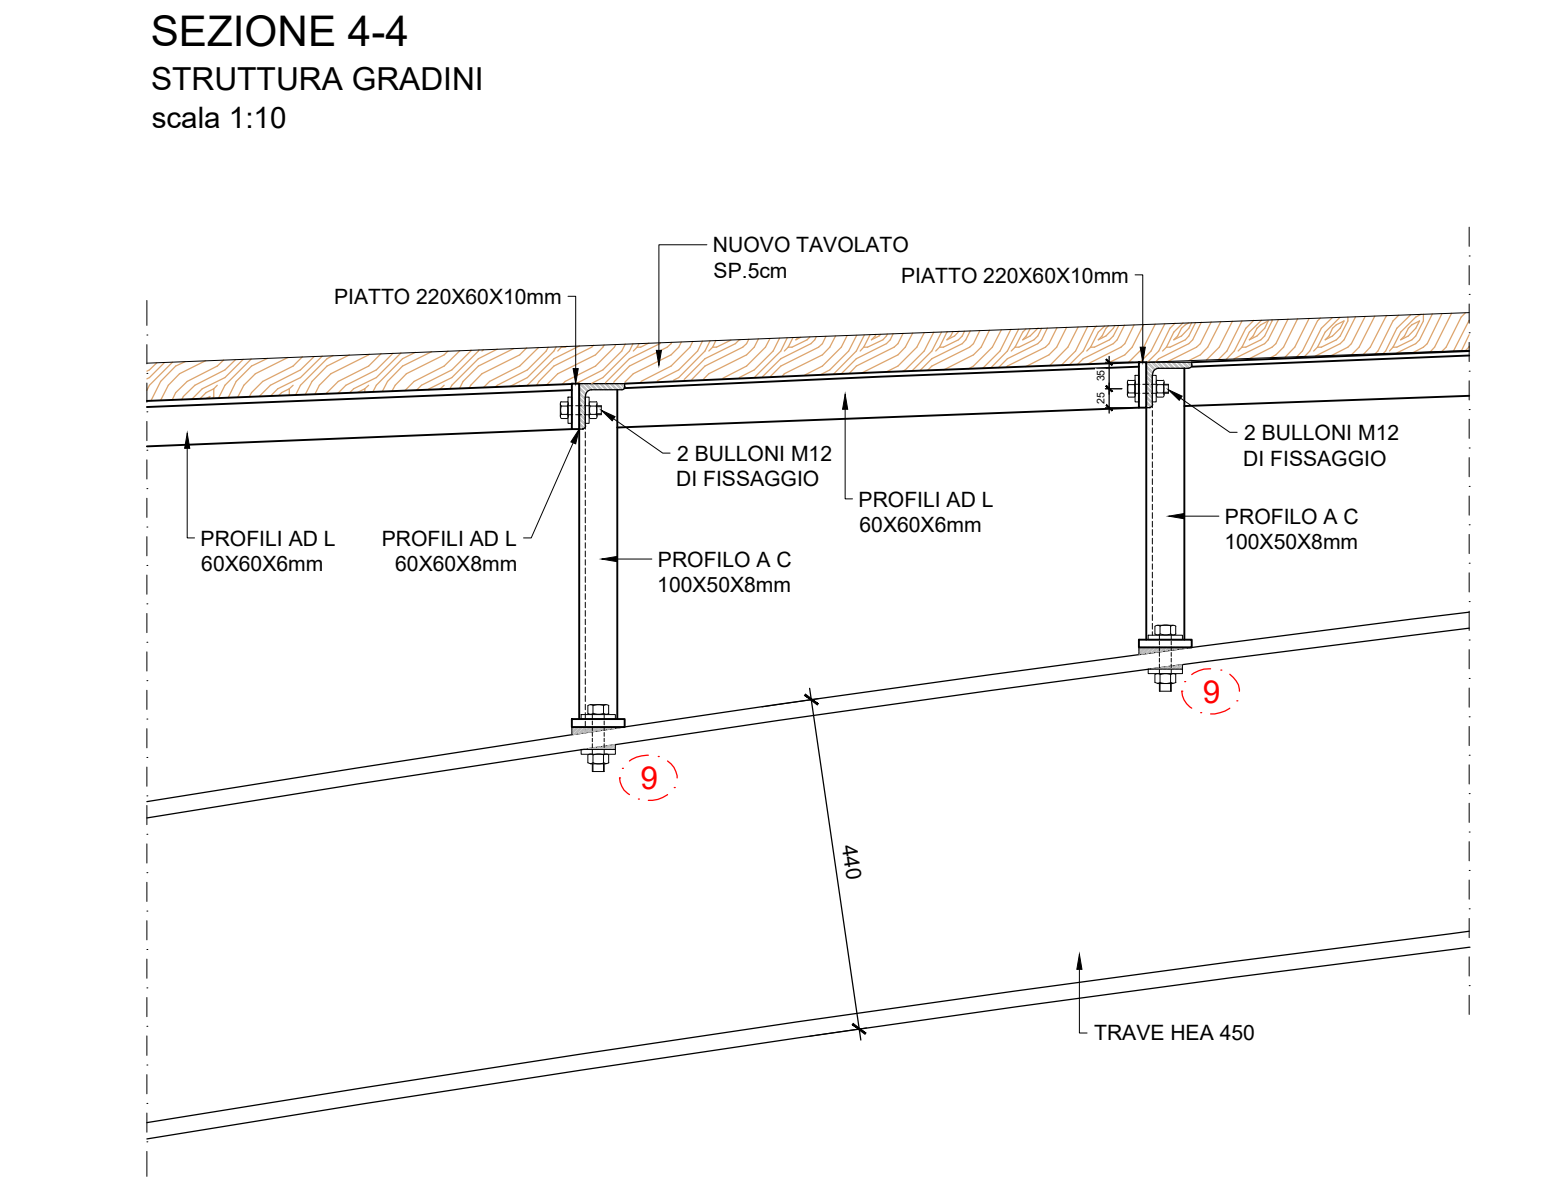 SEZIONE 4-4
STRUTTURA GRADINI
scala 1:10
NUOVO TAVOLATO
SP.5cm
PIATTO 220X60X10mm
PIATTO 220X60X10mm
35
25
2 BULLONI M12
DI FISSAGGIO
2 BULLONI M12
DI FISSAGGIO
PROFILI AD L
60X60X6mm
PROFILI AD L
60X60X8mm
PROFILI AD L
60X60X6mm
PROFILO A C
100X50X8mm
PROFILO A C
100X50X8mm
9
9
440
TRAVE HEA 450